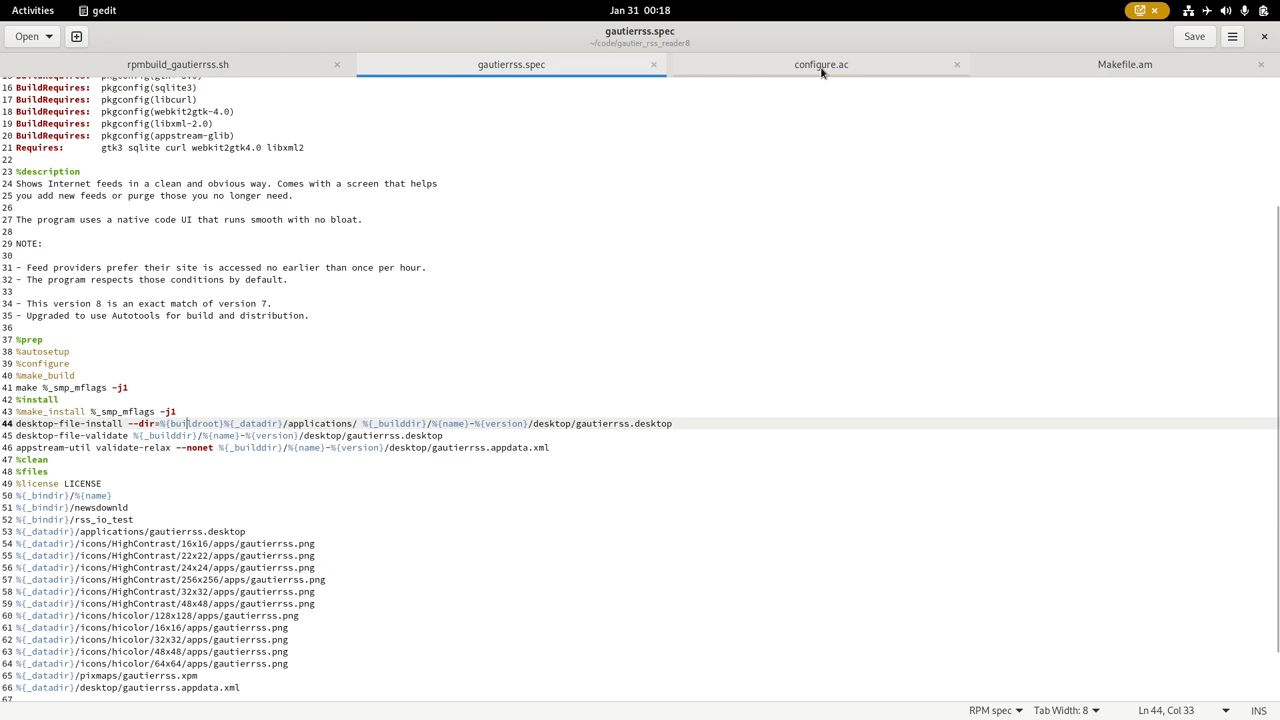 Activities gedit Jan 31 00:18
Open gautierrss.spec Save
~/code/gautier_rss_reader8
rpmbuild_gautierrss.sh gautierrss.spec configure.ac Makefile.am
16 BuildRequires: pkgconfig(sqlite3)
17 BuildRequires: pkgconfig(libcurl)
18 BuildRequires: pkgconfig(webkit2gtk-4.0)
19 BuildRequires: pkgconfig(libxml-2.0)
20 BuildRequires: pkgconfig(appstream-glib)
21 Requires: gtk3 sqlite curl webkit2gtk4.0 libxml2
22
23 %description
24 Shows Internet feeds in a clean and obvious way. Comes with a screen that helps
25 you add new feeds or purge those you no longer need.
26
27 The program uses a native code UI that runs smooth with no bloat.
28
29 NOTE:
30
31 - Feed providers prefer their site is accessed no earlier than once per hour.
32 - The program respects those conditions by default.
33
34 - This version 8 is an exact match of version 7.
35 - Upgraded to use Autotools for build and distribution.
36
37 %prep
38 %autosetup
39 %configure
40 %make_build
41 make %_smp_mflags -j1
42 %install
43 %make_install %_smp_mflags -j1
44 desktop-file-install --dir=%{buildroot}%{_datadir}/applications/ %{_builddir}/%{name}-%{version}/desktop/gautierrss.desktop
45 desktop-file-validate %{_builddir}/%{name}-%{version}/desktop/gautierrss.desktop
46 appstream-util validate-relax --nonet %{_builddir}/%{name}-%{version}/desktop/gautierrss.appdata.xml
47 %clean
48 %files
49 %license LICENSE
50 %{_bindir}/%{name}
51 %{_bindir}/newsdownld
52 %{_bindir}/rss_io_test
53 %{_datadir}/applications/gautierrss.desktop
54 %{_datadir}/icons/HighContrast/16x16/apps/gautierrss.png
55 %{_datadir}/icons/HighContrast/22x22/apps/gautierrss.png
56 %{_datadir}/icons/HighContrast/24x24/apps/gautierrss.png
57 %{_datadir}/icons/HighContrast/256x256/apps/gautierrss.png
58 %{_datadir}/icons/HighContrast/32x32/apps/gautierrss.png
59 %{_datadir}/icons/HighContrast/48x48/apps/gautierrss.png
60 %{_datadir}/icons/hicolor/128x128/apps/gautierrss.png
61 %{_datadir}/icons/hicolor/16x16/apps/gautierrss.png
62 %{_datadir}/icons/hicolor/32x32/apps/gautierrss.png
63 %{_datadir}/icons/hicolor/48x48/apps/gautierrss.png
64 %{_datadir}/icons/hicolor/64x64/apps/gautierrss.png
65 %{_datadir}/pixmaps/gautierrss.xpm
66 %{_datadir}/desktop/gautierrss.appdata.xml
67
RPM spec Tab Width: 8 Ln 44, Col 33 INS